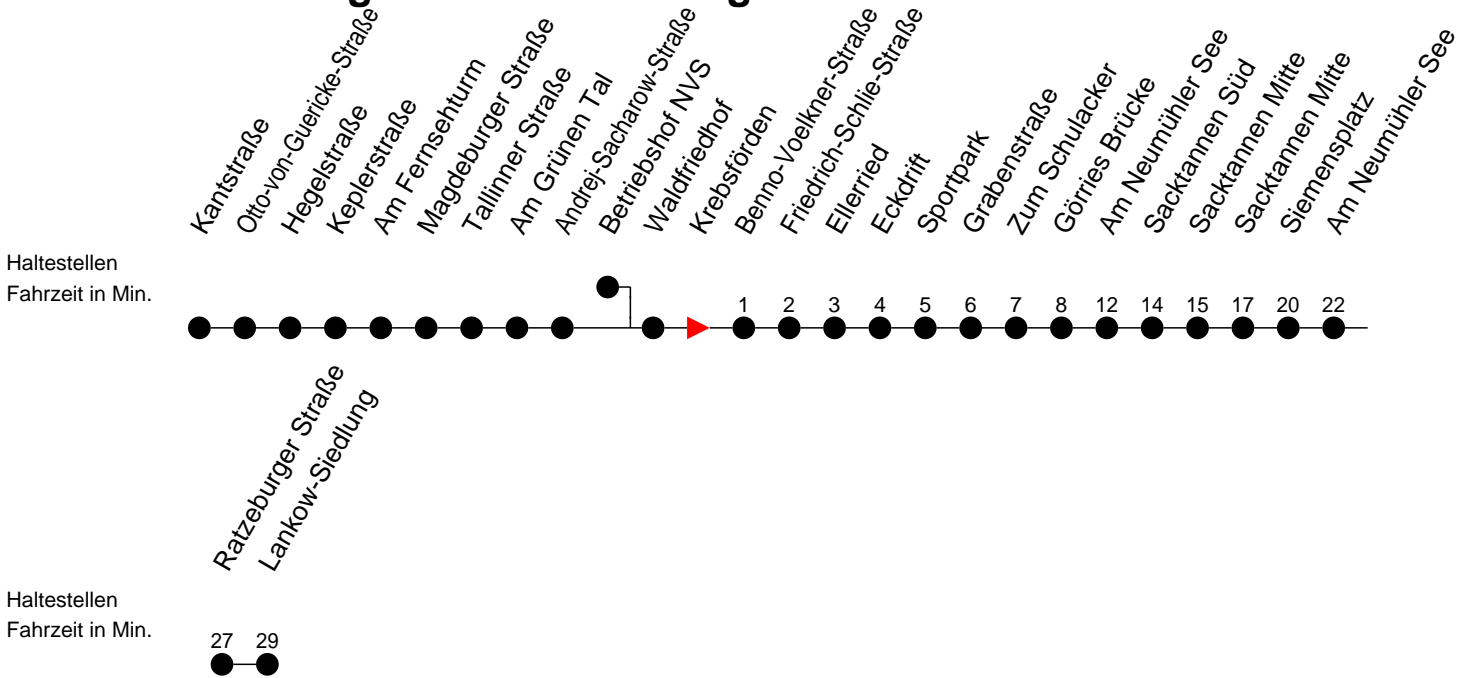 Kantstraße
Otto-von-Guericke-Straße
Hegelstraße
Keplerstraße
Am Fernsehturm
Magdeburger Straße
Tallinner Straße
Am Grünen Tal
Andrej-Sacharow-Straße
Betriebshof NVS
Waldfriedhof
Krebsförden
Benno-Voelkner-Straße
Friedrich-Schlie-Straße
Ellerried
Eckdrift
Sportpark
Grabenstraße
Zum Schulacker
Görries Brücke
Am Neumühler See
Sacktannen Süd
Sacktannen Mitte
Sacktannen Mitte
Siemensplatz
Am Neumühler See
Haltestellen
Fahrzeit in Min.
1 2 3 4 5 6 7 8 12 14 15 17 20 22
Ratzeburger Straße
Lankow-Siedlung
Haltestellen
Fahrzeit in Min.
27 29